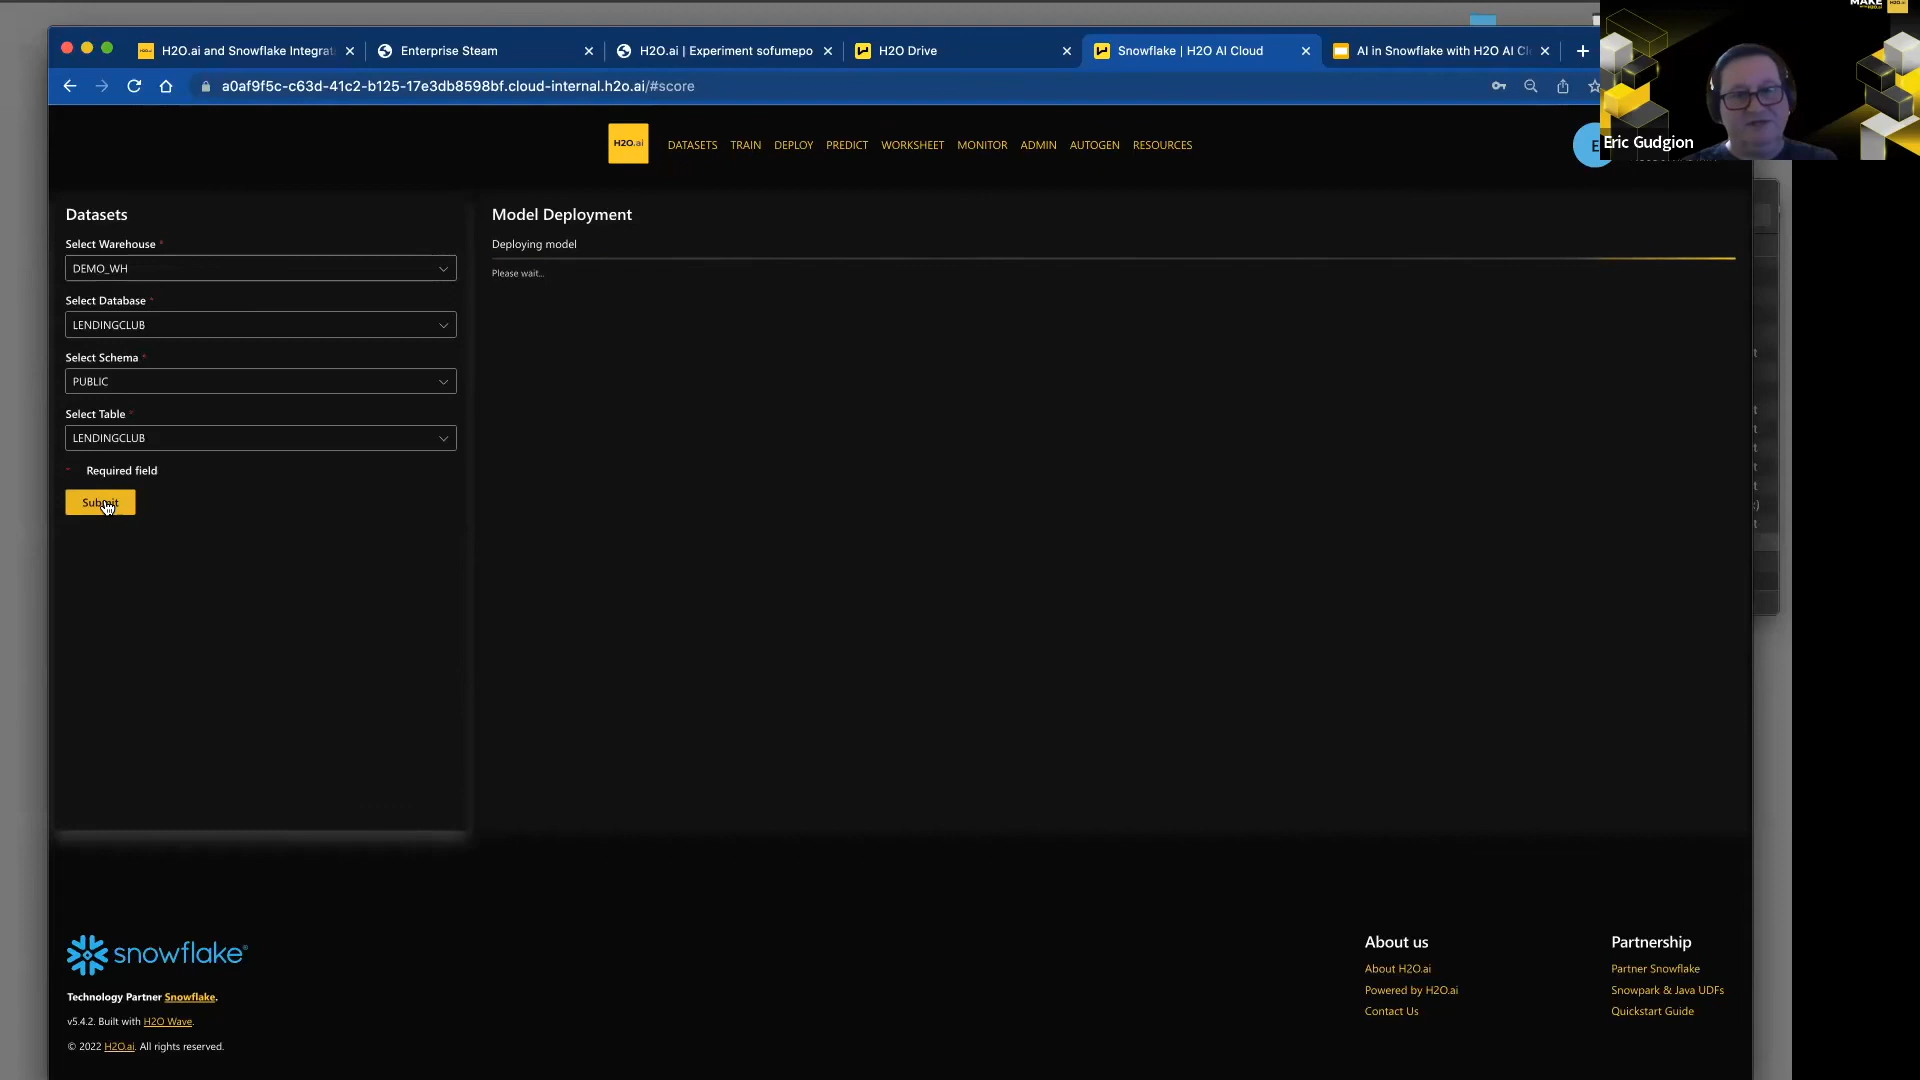 H2O.ai and Snowflake Integrat
Enterprise Steam
H2O.ai | Experiment sofumepo
H2O Drive
Snowflake | H2O AI Cloud
AI in Snowflake with H2O AI Cl
a0af9f5c-c63d-41c2-b125-17e3db8598bf.cloud-internal.h2o.ai/#score
MAKE
H2O.ai
Eric Gudgion
H2O.ai
DATASETS TRAIN DEPLOY PREDICT WORKSHEET MONITOR ADMIN AUTOGEN RESOURCES
E
Datasets
Select Warehouse *
DEMO_WH
Select Database *
LENDINGCLUB
Select Schema *
PUBLIC
Select Table *
LENDINGCLUB
* Required field
Submit
Model Deployment
Deploying model
Please wait...
snowflake®
Technology Partner Snowflake.
v5.4.2. Built with H2O Wave.
© 2022 H2O.ai. All rights reserved.
About us
About H2O.ai
Powered by H2O.ai
Contact Us
Partnership
Partner Snowflake
Snowpark & Java UDFs
Quickstart Guide